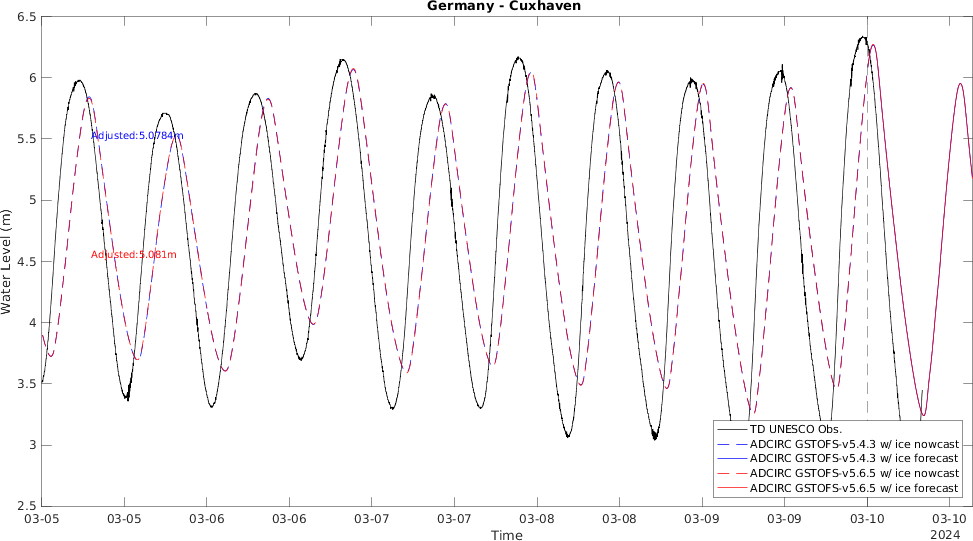 Germany - Cuxhaven
6.5
6
5.5
5
4.5
4
3.5
3
2.5
Water Level (m)
Adjusted:5.0784m
Adjusted:5.081m
TD UNESCO Obs.
ADCIRC GSTOFS-v5.4.3 w/ ice nowcast
ADCIRC GSTOFS-v5.4.3 w/ ice forecast
ADCIRC GSTOFS-v5.6.5 w/ ice nowcast
ADCIRC GSTOFS-v5.6.5 w/ ice forecast
03-05 03-05 03-06 03-06 03-07 03-07 03-08 03-08 03-09 03-09 03-10 03-10
2024
Time